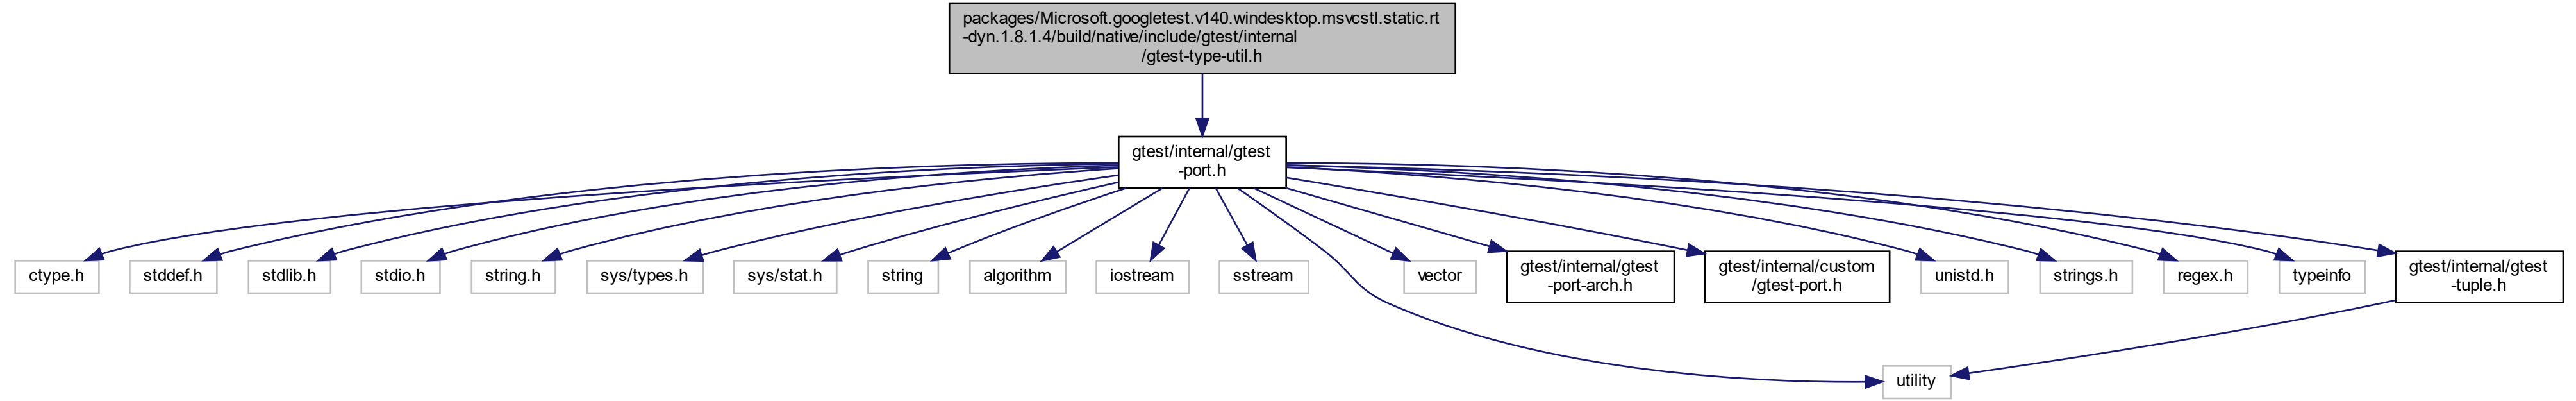 packages/Microsoft.googletest.v140.windesktop.msvcstl.static.rt
-dyn.1.8.1.4/build/native/include/gtest/internal
/gtest-type-util.h
gtest/internal/gtest
-port.h
ctype.h
stddef.h
stdlib.h
stdio.h
string.h
sys/types.h
sys/stat.h
string
algorithm
iostream
sstream
vector
gtest/internal/gtest
-port-arch.h
gtest/internal/custom
/gtest-port.h
unistd.h
strings.h
regex.h
typeinfo
gtest/internal/gtest
-tuple.h
utility